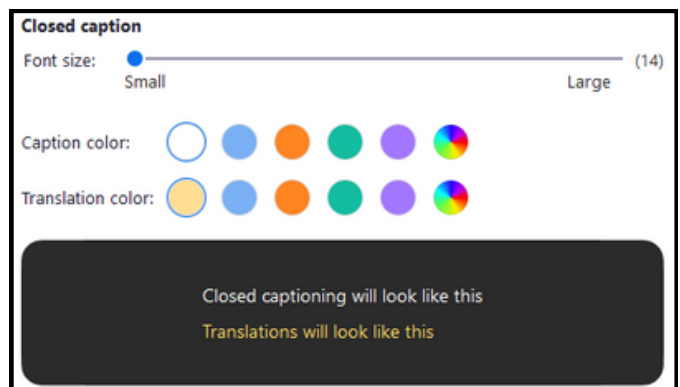 Closed caption
Font size: (14)
Small Large
Caption color:
Translation color:
Closed captioning will look like this
Translations will look like this